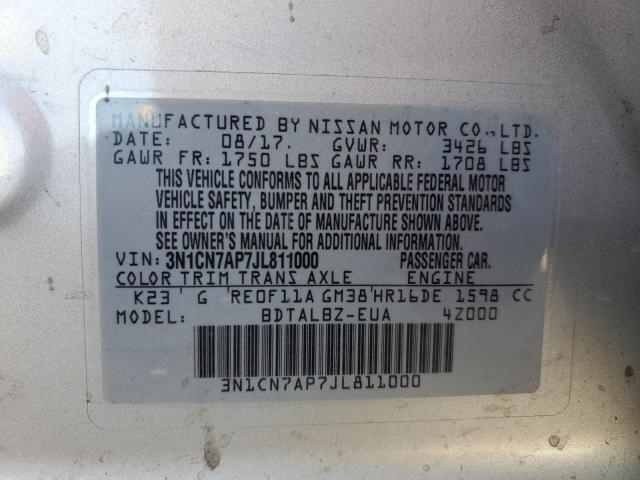 MANUFACTURED BY NISSAN MOTOR CO.,LTD.
DATE: 08/17. GVWR: 3426 LBS
GAWR FR: 1750 LBS GAWR RR: 1708 LBS
THIS VEHICLE CONFORMS TO ALL APPLICABLE FEDERAL MOTOR
VEHICLE SAFETY, BUMPER AND THEFT PREVENTION STANDARDS
IN EFFECT ON THE DATE OF MANUFACTURE SHOWN ABOVE.
SEE OWNER'S MANUAL FOR ADDITIONAL INFORMATION.
VIN: 3N1CN7AP7JL811000 PASSENGER CAR.
COLOR TRIM TRANS AXLE ENGINE
K23 G RE0F11A GM38 HR16DE 1598 CC
MODEL: BDTALBZ-EUA 4Z000
3N1CN7AP7JL811000